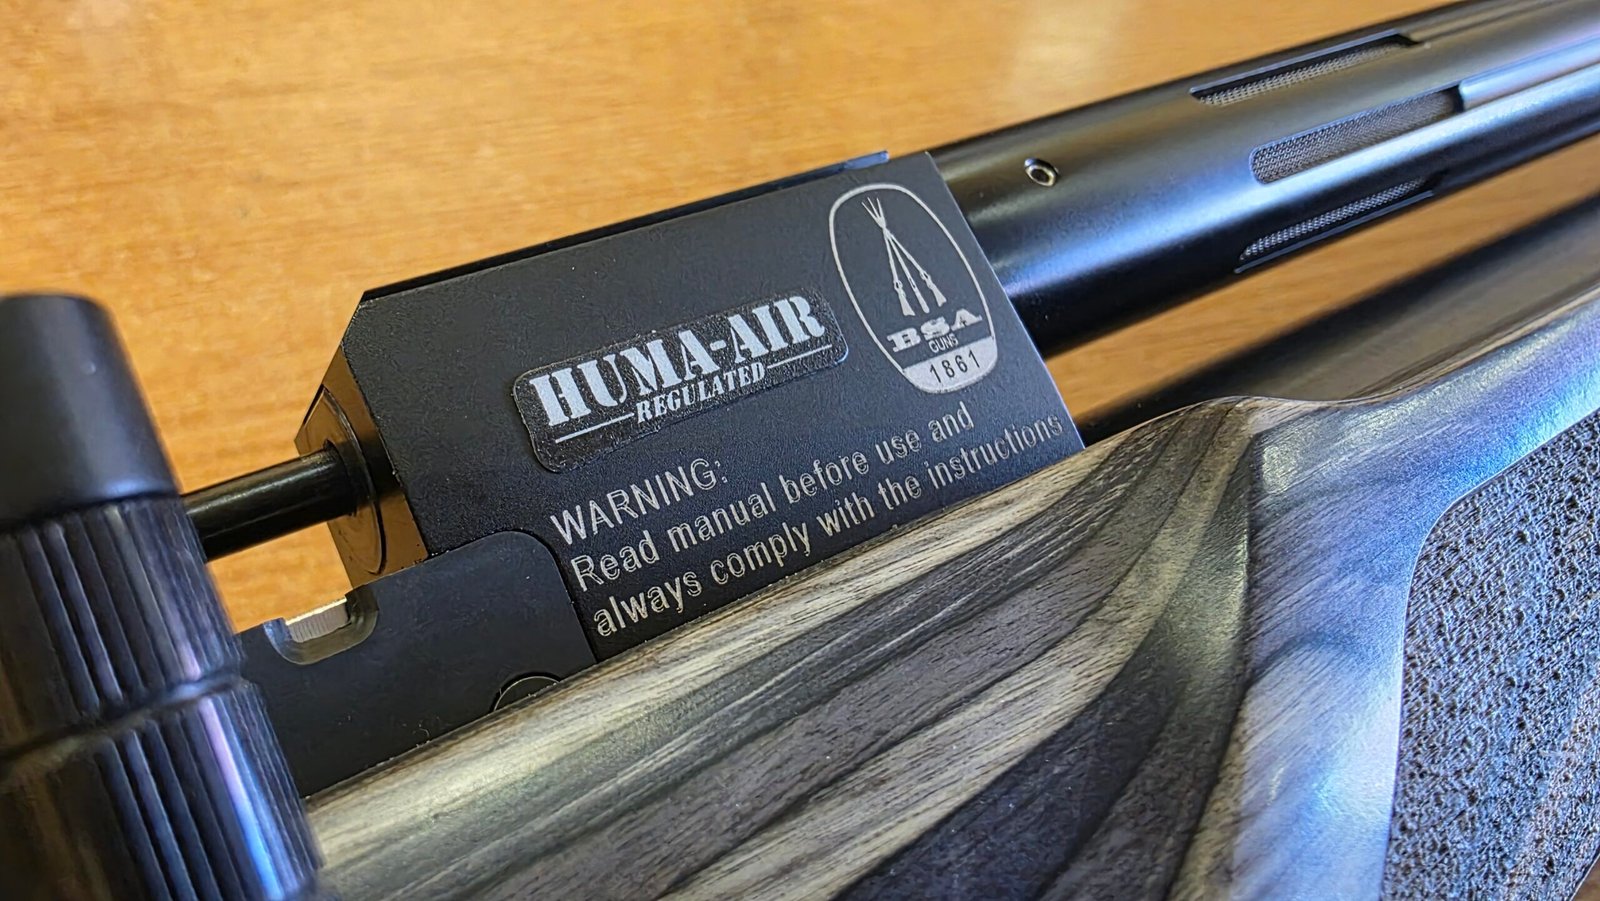 HUMA-AIR
REGULATED
BSA
GUNS
1861
WARNING:
Read manual before use and
always comply with the instructions